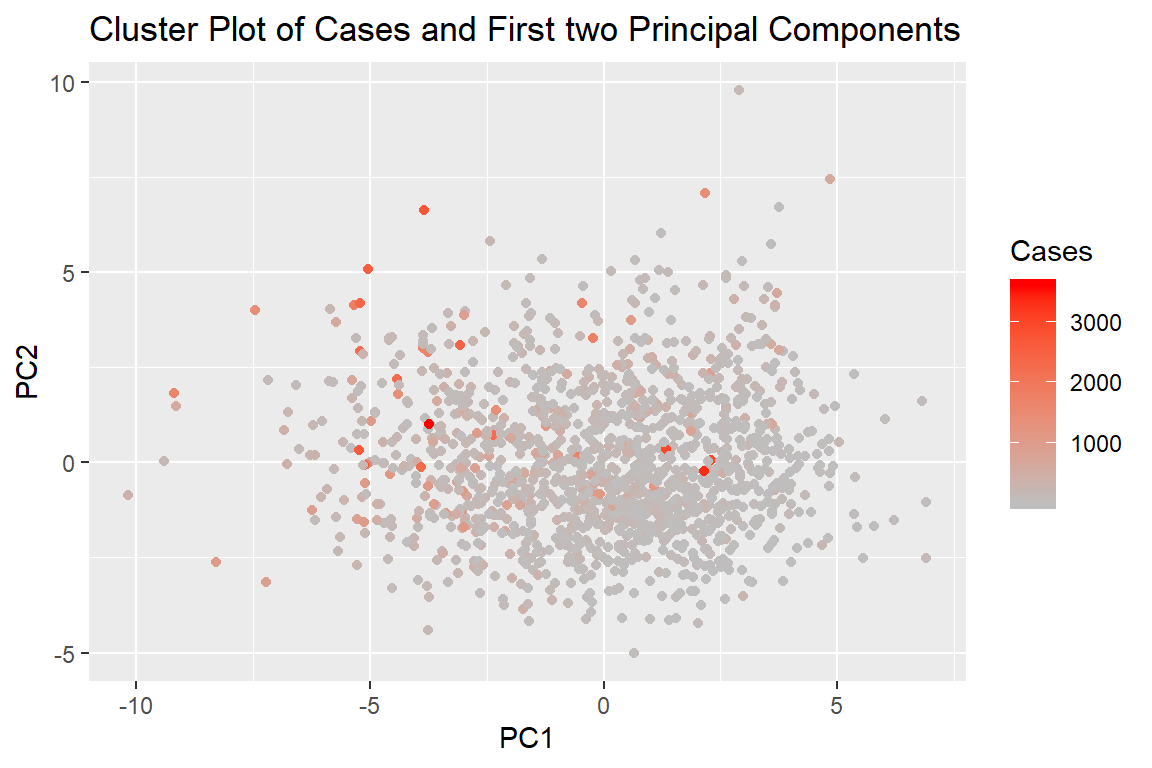 Cluster Plot of Cases and First two Principal Components
10
5
0
-5
PC2
-10 -5 0 5
PC1
Cases
3000
2000
1000